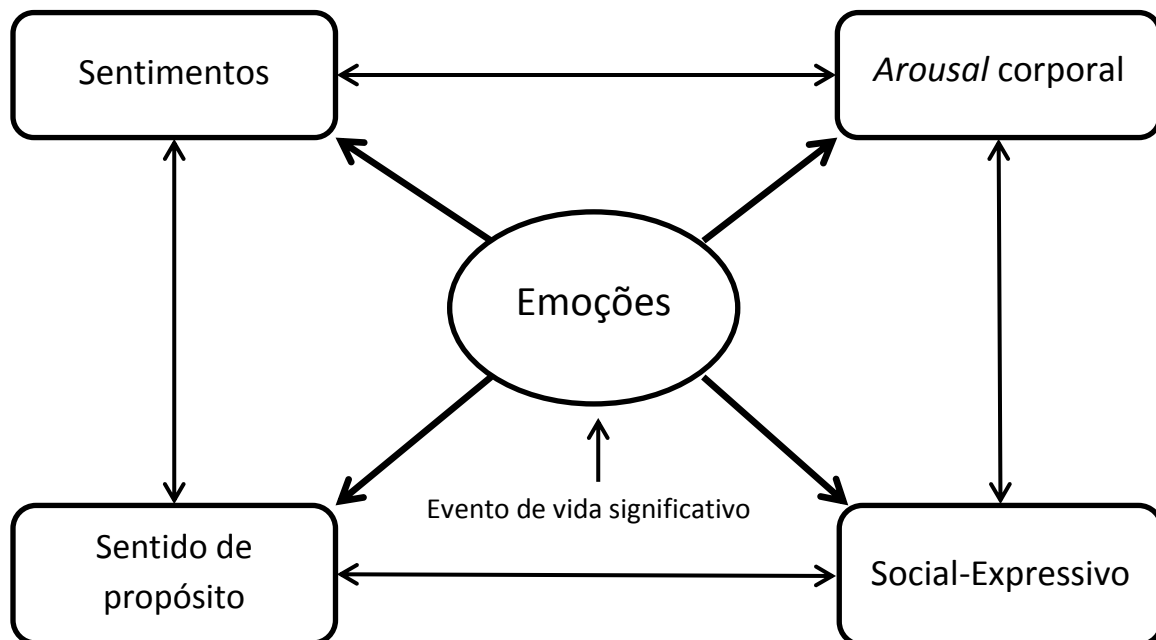 Sentimentos
Arousal corporal
Emoções
Evento de vida significativo
Sentido de
propósito
Social-Expressivo